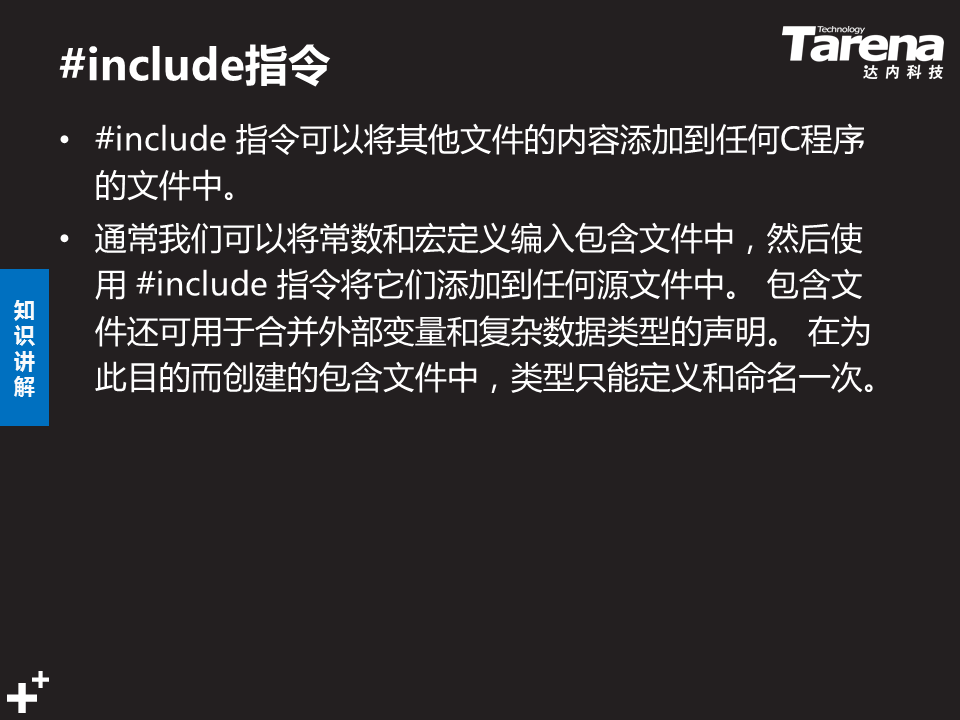 #include指令
Technology
Tarena
达内科技
• #include 指令可以将其他文件的内容添加到任何C程序
的文件中。
• 通常我们可以将常数和宏定义编入包含文件中，然后使
用 #include 指令将它们添加到任何源文件中。 包含文
件还可用于合并外部变量和复杂数据类型的声明。 在为
此目的而创建的包含文件中，类型只能定义和命名一次。
知
识
讲
解